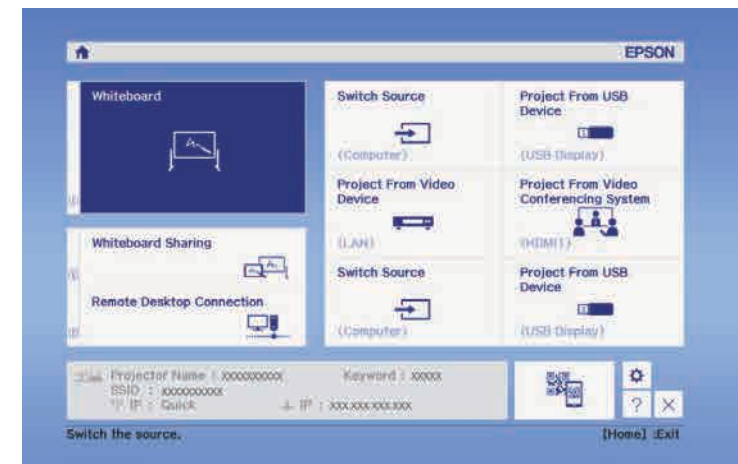 EPSON
Whiteboard
Whiteboard Sharing
Remote Desktop Connection
Switch Source
(Computer)
Project From USB
Device
(USB Display)
Project From Video
Device
(LAN)
Project From Video
Conferencing System
(HDMI1)
Switch Source
(Computer)
Project From USB
Device
(USB Display)
Projector Name : XXXXXXXXXX
Keyword : XXXXX
SSID : XXXXXXXXXX
IP : Quick
IP : XXX.XXX.XXX.XXX
?
Switch the source.
[Home] :Exit